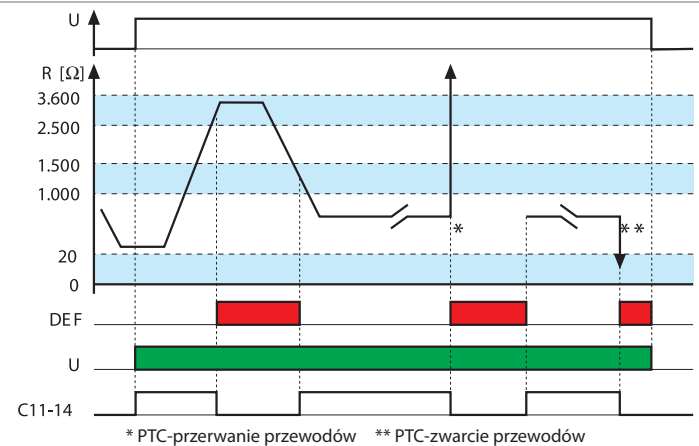 U
R [Ω]
3.600
2.500
1.500
1.000
*
**
20
0
DEF
U
C11-14
* PTC-przerwanie przewodów ** PTC-zwarcie przewodów